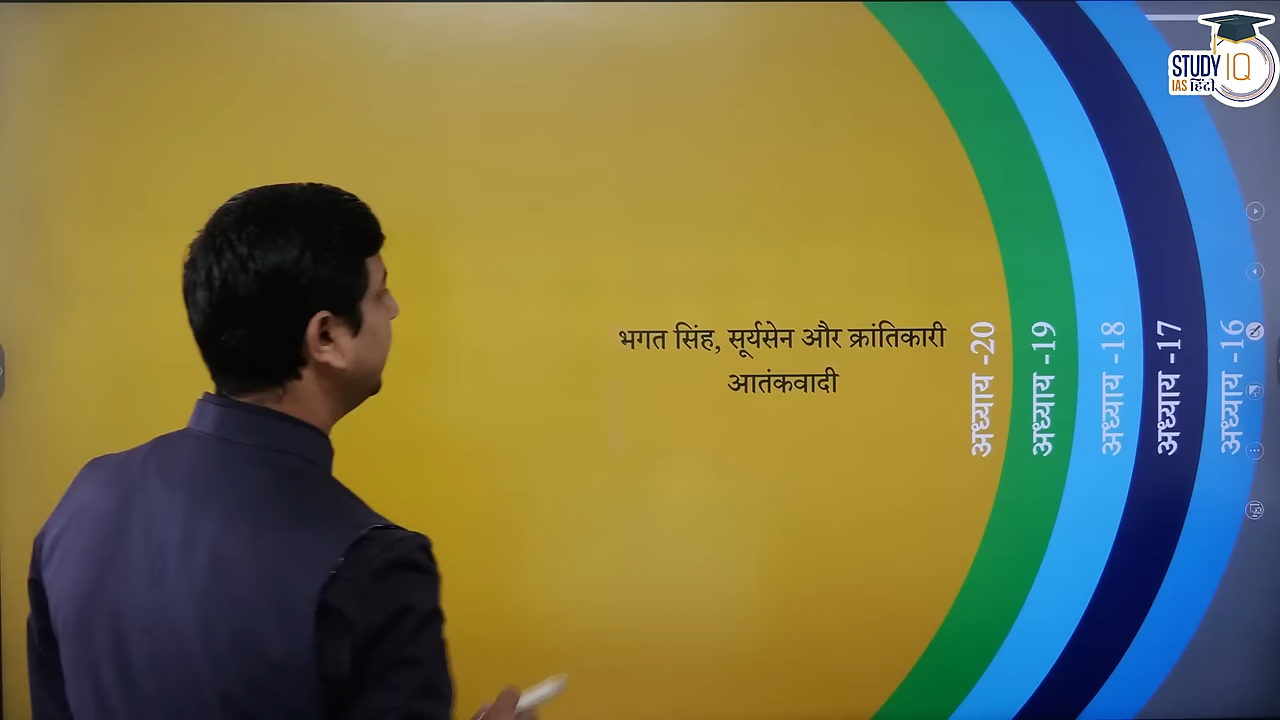 STUDY IQ
IAS हिंदी
भगत सिंह, सूर्यसेन और क्रांतिकारी
आतंकवादी
अध्याय -20
अध्याय -19
अध्याय -18
अध्याय -17
अध्याय -16